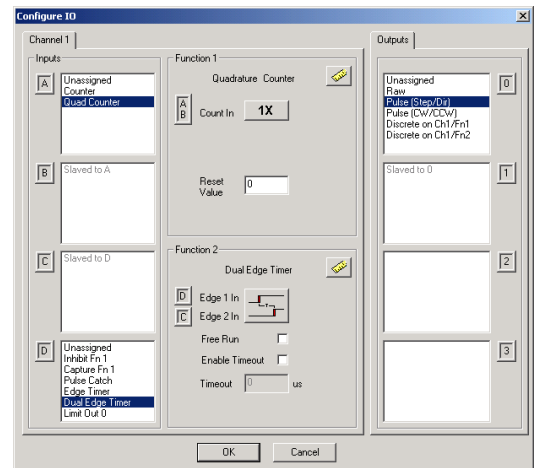 Configure IO
Channel 1
Inputs
A
Unassigned
Counter
Quad Counter
B
Slaved to A
C
Slaved to D
D
Unassigned
Inhibit Fn 1
Capture Fn 1
Pulse Catch
Edge Timer
Dual Edge Timer
Limit Out 0
Function 1
Quadrature Counter
A
B
Count In
1X
Reset
Value
0
Function 2
Dual Edge Timer
D
Edge 1 In
C
Edge 2 In
Free Run
Enable Timeout
Timeout
0
us
Outputs
Unassigned
Raw
Pulse (Step/Dir)
Pulse (CW/CCW)
Discrete on Ch1/Fn1
Discrete on Ch1/Fn2
0
Slaved to 0
1
2
3
OK
Cancel